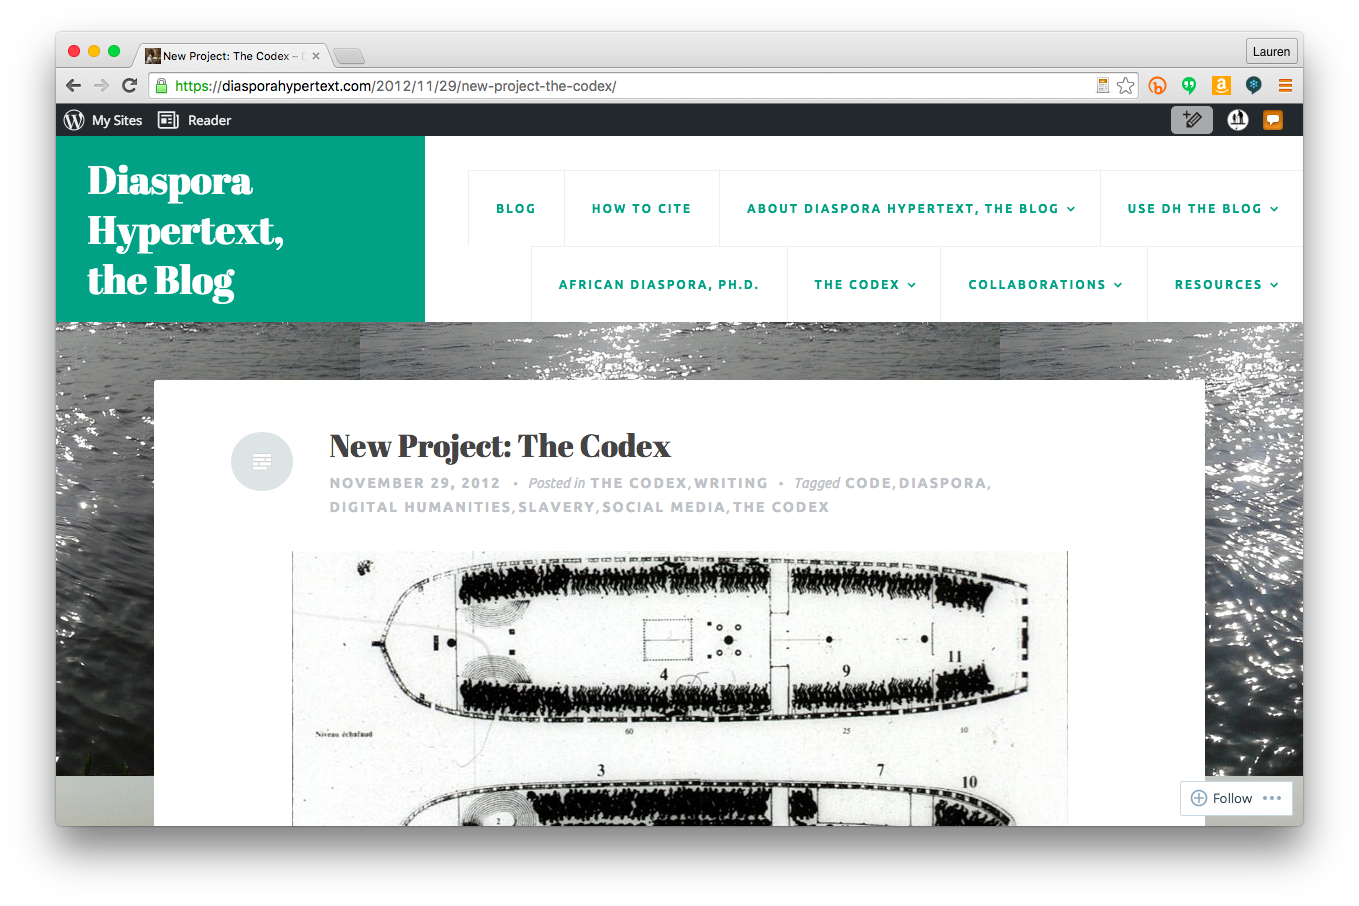 New Project: The Codex –
Lauren
https://diasporahypertext.com/2012/11/29/new-project-the-codex/
My Sites
Reader
Diaspora
Hypertext,
the Blog
BLOG
HOW TO CITE
ABOUT DIASPORA HYPERTEXT, THE BLOG
USE DH THE BLOG
AFRICAN DIASPORA, PH.D.
THE CODEX
COLLABORATIONS
RESOURCES
New Project: The Codex
NOVEMBER 29, 2012 • Posted in THE CODEX, WRITING • Tagged CODE, DIASPORA,
DIGITAL HUMANITIES, SLAVERY, SOCIAL MEDIA, THE CODEX
4
9
11
Niveau échafaud
60
25
10
3
7
10
2
Follow